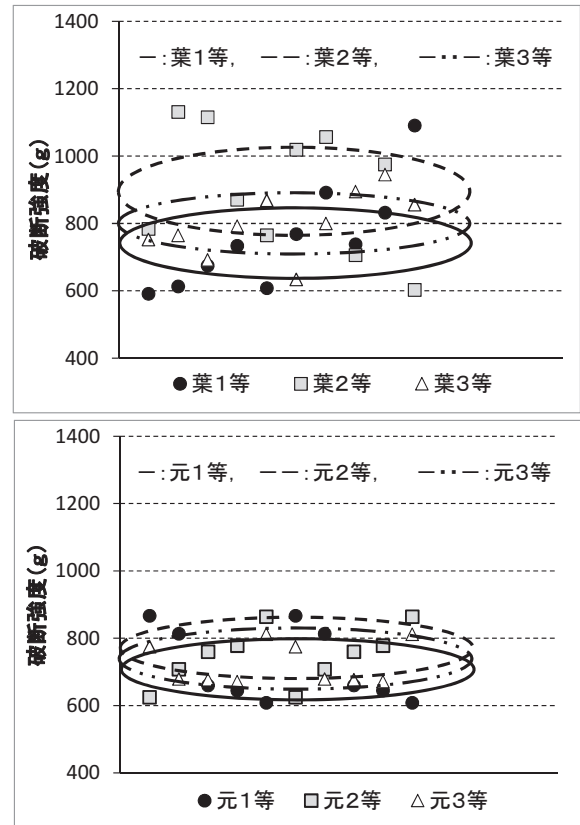 1400
—:葉1等, ——:葉2等, —··—:葉3等
1200
1000
800
600
400
破断強度(g)
●葉1等 □葉2等 △葉3等
1400
—:元1等, ——:元2等, —··—:元3等
1200
1000
800
600
400
破断強度(g)
●元1等 □元2等 △元3等